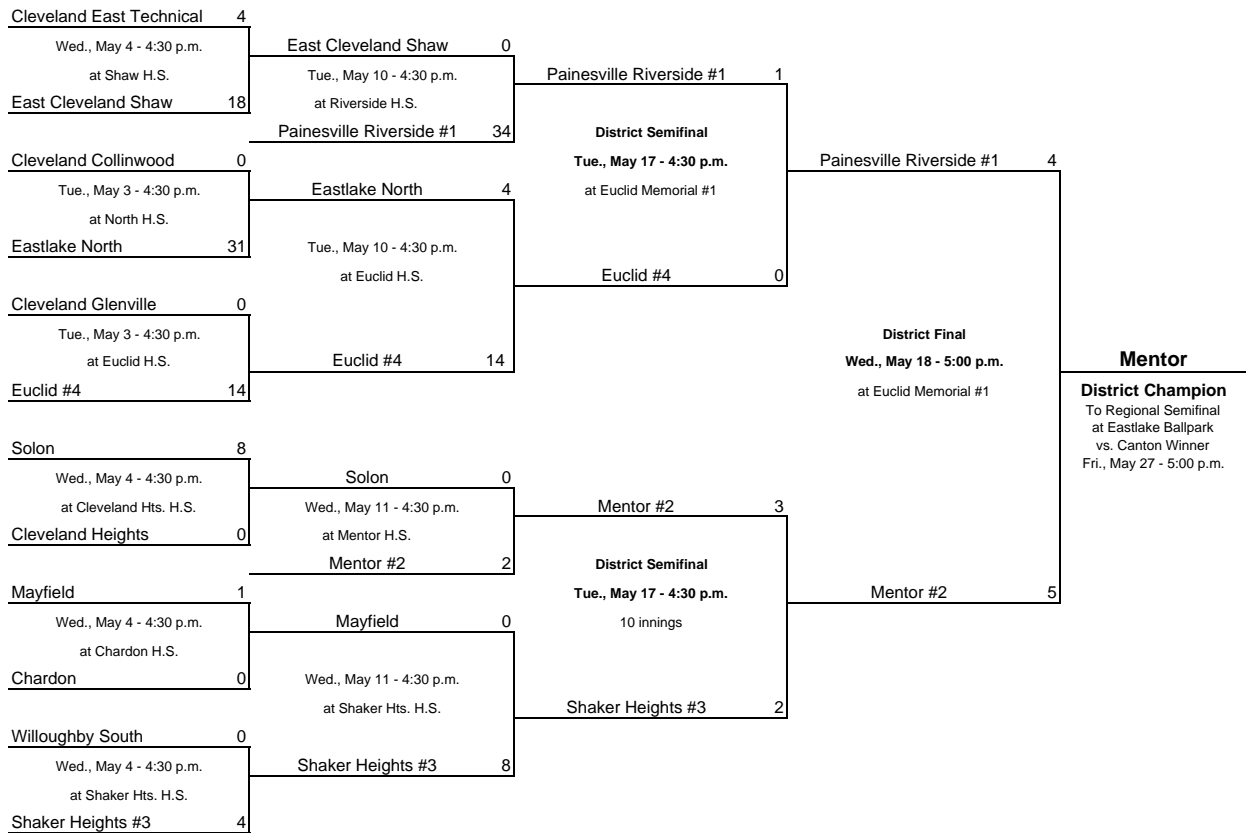 Cleveland East Technical 4
Wed., May 4 - 4:30 p.m.
at Shaw H.S.
East Cleveland Shaw 18
Cleveland Collinwood 0
Tue., May 3 - 4:30 p.m.
at North H.S.
Eastlake North 31
Cleveland Glenville 0
Tue., May 3 - 4:30 p.m.
at Euclid H.S.
Euclid #4 14
Solon 8
Wed., May 4 - 4:30 p.m.
at Cleveland Hts. H.S.
Cleveland Heights 0
Mayfield 1
Wed., May 4 - 4:30 p.m.
at Chardon H.S.
Chardon 0
Willoughby South 0
Wed., May 4 - 4:30 p.m.
at Shaker Hts. H.S.
Shaker Heights #3 4
East Cleveland Shaw 0
Tue., May 10 - 4:30 p.m.
at Riverside H.S.
Painesville Riverside #1 34
Eastlake North 4
Tue., May 10 - 4:30 p.m.
at Euclid H.S.
Euclid #4 14
Solon 0
Wed., May 11 - 4:30 p.m.
at Mentor H.S.
Mentor #2 2
Mayfield 0
Wed., May 11 - 4:30 p.m.
at Shaker Hts. H.S.
Shaker Heights #3 8
Painesville Riverside #1 1
District Semifinal
Tue., May 17 - 4:30 p.m.
at Euclid Memorial #1
Euclid #4 0
Mentor #2 3
District Semifinal
Tue., May 17 - 4:30 p.m.
10 innings
Shaker Heights #3 2
Painesville Riverside #1 4
District Final
Wed., May 18 - 5:00 p.m.
at Euclid Memorial #1
Mentor #2 5
Mentor
District Champion
To Regional Semifinal
at Eastlake Ballpark
vs. Canton Winner
Fri., May 27 - 5:00 p.m.